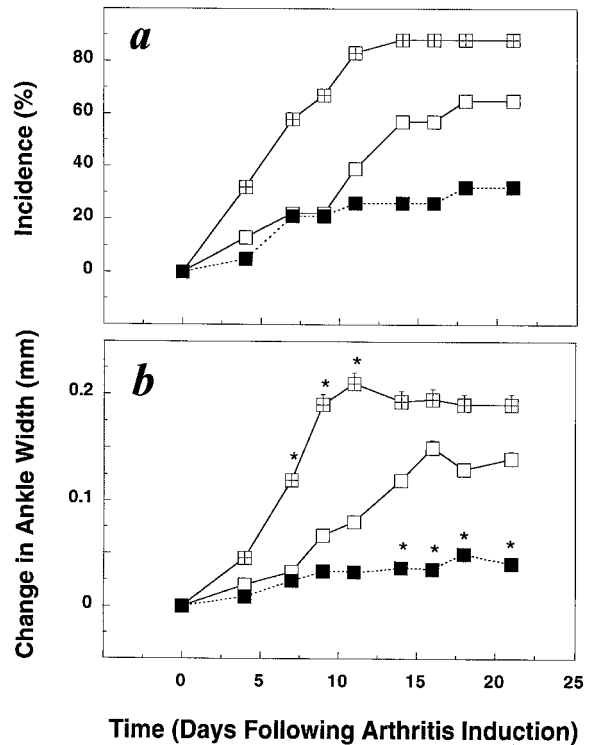 a
80
60
40
20
0
Incidence (%)
b
0.2
0.1
0
Change in Ankle Width (mm)
* * *
* * * *
0 5 10 15 20 25
Time (Days Following Arthritis Induction)